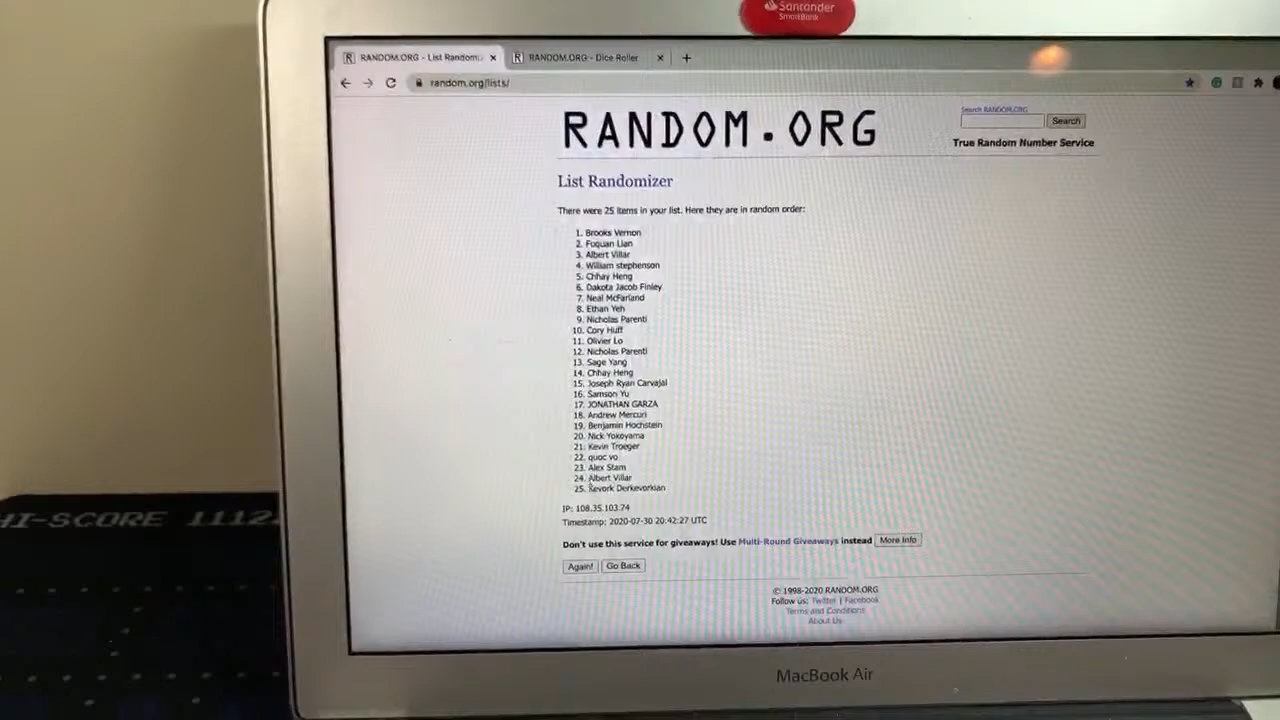 Santander
SmartBank
RANDOM.ORG - List Randomi
RANDOM.ORG - Dice Roller
random.org/lists/
RANDOM.ORG
Search RANDOM.ORG
Search
True Random Number Service
List Randomizer
There were 25 items in your list. Here they are in random order:
1. Brooks Vernon
2. Fuquan Lian
3. Albert Villar
4. William stephenson
5. Chhay Heng
6. Dakota Jacob Finley
7. Neal McFarland
8. Ethan Yeh
9. Nicholas Parenti
10. Cory Huff
11. Olivier Lo
12. Nicholas Parenti
13. Sage Yang
14. Chhay Heng
15. Joseph Ryan Carvajal
16. Samson Yu
17. JONATHAN GARZA
18. Andrew Mercuri
19. Benjamin Hochstein
20. Nick Yokoyama
21. Kevin Troeger
22. quoc vo
23. Alex Stam
24. Albert Villar
25. Kevork Derkevorkian
IP: 108.35.103.74
Timestamp: 2020-07-30 20:42:27 UTC
Don't use this service for giveaways! Use Multi-Round Giveaways instead More Info
Again! Go Back
© 1998-2020 RANDOM.ORG
Follow us: Twitter | Facebook
Terms and Conditions
About Us
HI-SCORE 1112
MacBook Air